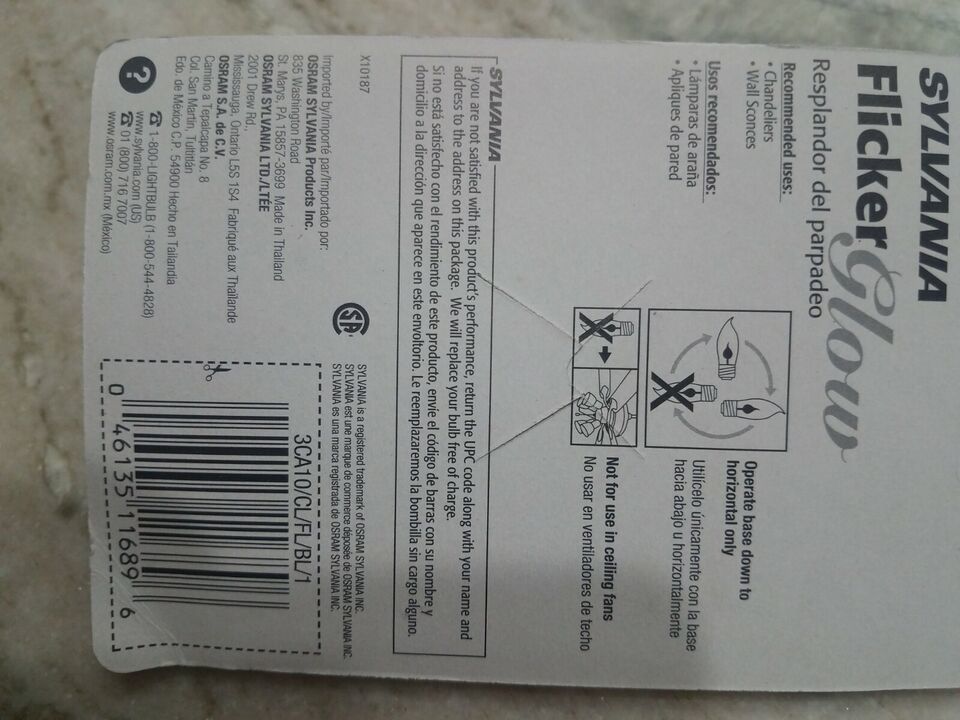 SYLVANIA
Flicker Glow
Resplandor del parpadeo
Recommended uses:
• Chandeliers
• Wall Sconces
Usos recomendados:
• Lámparas de araña
• Apliques de pared
Operate base down to
horizontal only
Utilícelo únicamente con la base
hacia abaju u horizontalmente
Not for use in ceiling fans
No usar en ventiladores de techo
SYLVANIA
If you are not satisfied with this product's performance, return the UPC code along with your name and
address to the address on this package. We will replace your bulb free of charge.
Si no está satisfecho con el rendimiento de este producto, envíe el código de barras con su nombre y
domicilio a la dirección que aparece en este envoltorio. Le reemplazaremos la bombilla sin cargo alguno.
X10187
Imported by/Importé par/Importado por:
OSRAM SYLVANIA Products Inc.
835 Washington Road
St. Marys, PA 15857-3699 Made in Thailand
OSRAM SYLVANIA LTD./LTÉE
2001 Drew Rd.,
Mississauga, Ontario L5S 1S4 Fabriqué aux Thaïlande
OSRAM S.A. de C.V.
Camino a Tepalcapa No. 8
Col. San Martín, Tultitlán
Edo. de México C.P. 54900 Hecho en Tailandia
? ☎ 1-800-LIGHTBULB (1-800-544-4828)
www.sylvania.com (US)
☎ 01 (800) 716 7007
www.osram.com.mx (México)
SA
SYLVANIA is a registered trademark of OSRAM SYLVANIA INC.
SYLVANIA est une marque de commerce déposée de OSRAM SYLVANIA INC.
SYLVANIA es una marca registrada de OSRAM SYLVANIA INC.
3CA10/CL/FL/BL/1
0 46135 11689 6